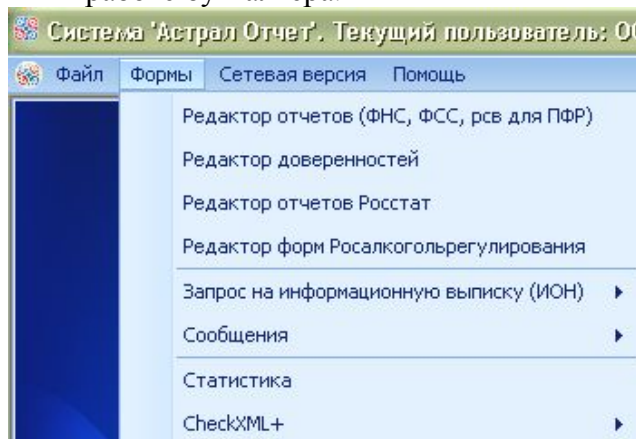 Система 'Астрал Отчет'. Текущий пользователь: О
Файл Формы Сетевая версия Помощь
Редактор отчетов (ФНС, ФСС, рсв для ПФР)
Редактор доверенностей
Редактор отчетов Росстат
Редактор форм Росалкогольрегулирования
Запрос на информационную выписку (ИОН)
Сообщения
Статистика
CheckXML+